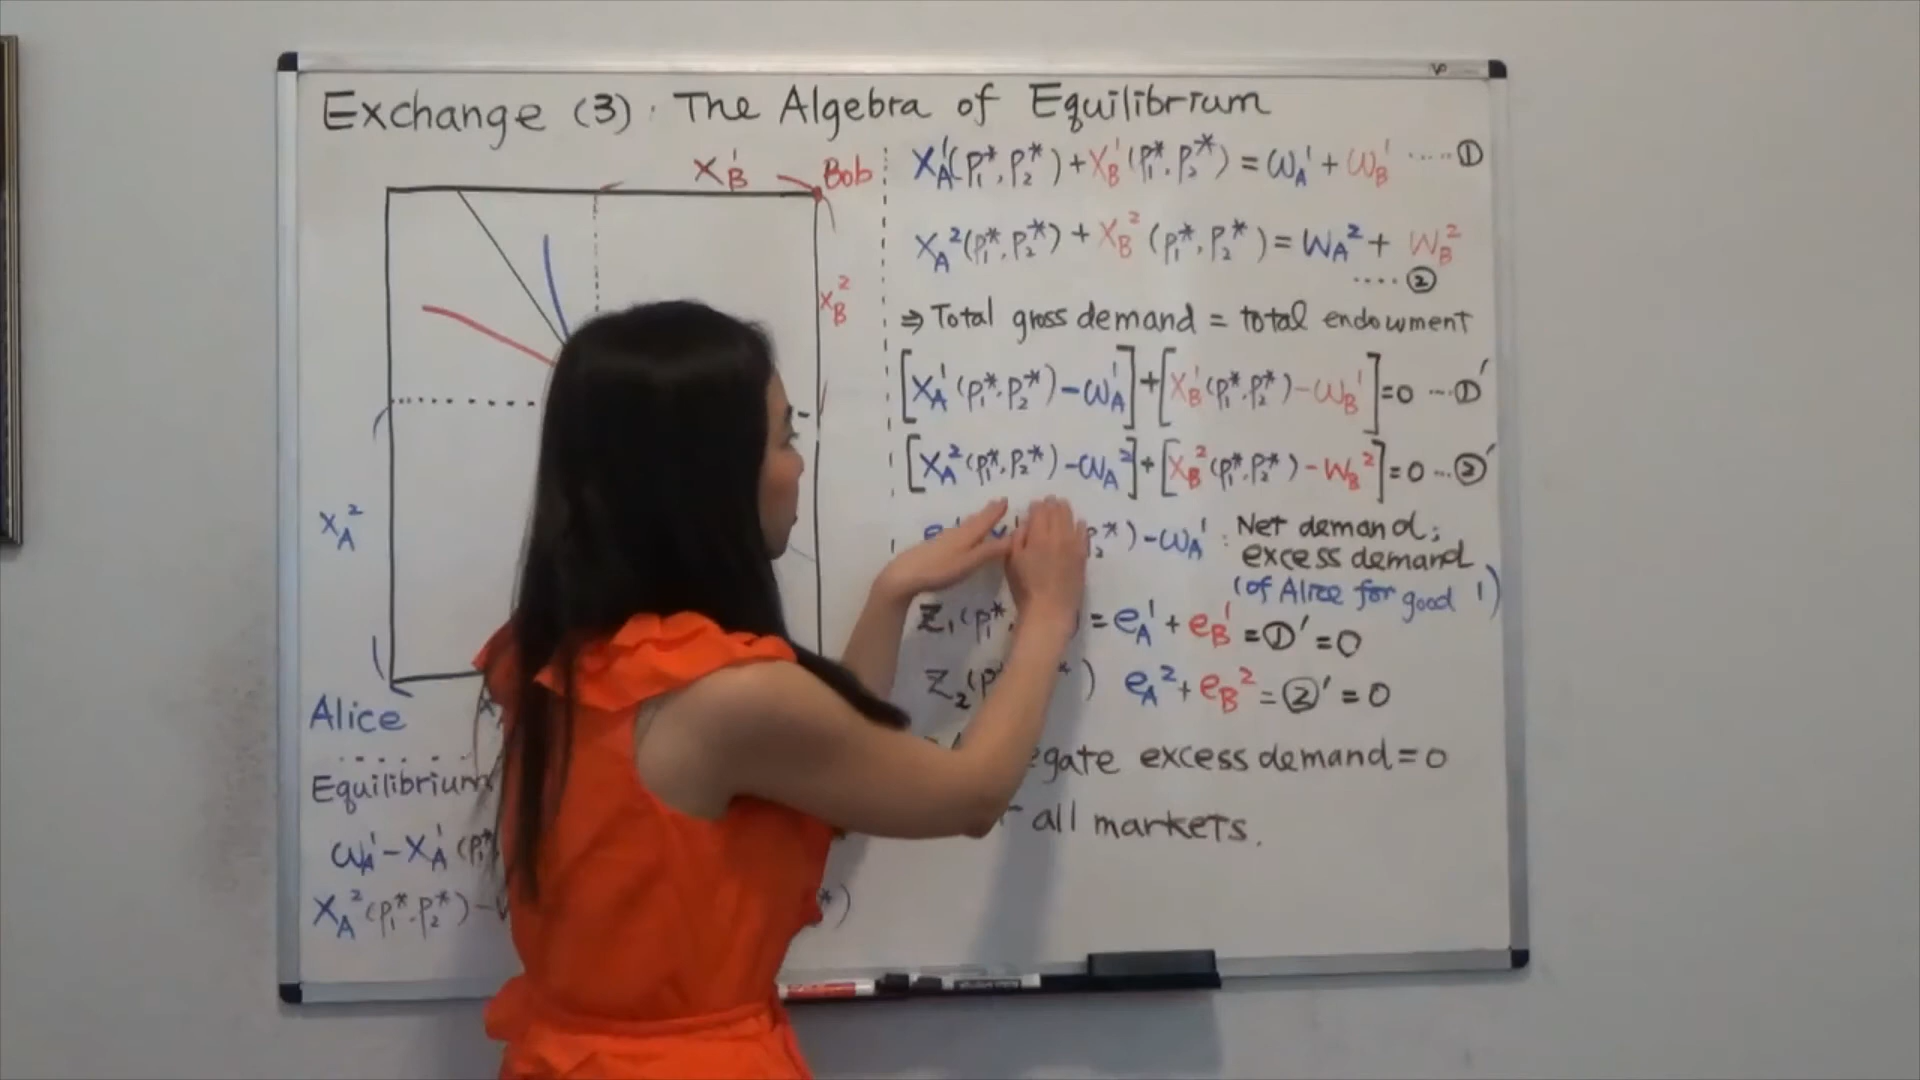 Exchange (3). The Algebra of Equilibrium
X_B^1
Bob
X_B^2
X_A^2
Alice
Equilibrium
ω_A^1 - X_A^1 (P_1^*
X_A^2 (P_1^*, P_2^*) -
*)
X_A^1(P_1^*, P_2^*) + X_B^1(P_1^*, P_2^*) = ω_A^1 + ω_B^1 ..... ①
X_A^2(P_1^*, P_2^*) + X_B^2 (P_1^*, P_2^*) = W_A^2 + W_B^2
.... ②
⇒ Total gross demand = total endowment
[X_A^1 (P_1^*, P_2^*) - ω_A^1] + [X_B^1 (P_1^*, P_2^*) - ω_B^1] = 0 ... ①'
[X_A^2 (P_1^*, P_2^*) - ω_A^2] + [X_B^2 (P_1^*, P_2^*) - W_B^2] = 0 ... ②'
P_2^*) - ω_A^1 : Net demand;
excess demand
(of Alice for good 1)
Z_1 (P_1^*, ) = e_A^1 + e_B^1 = ①' = 0
Z_2 (P *) e_A^2 + e_B^2 = ②' = 0
excess demand = 0
all markets.